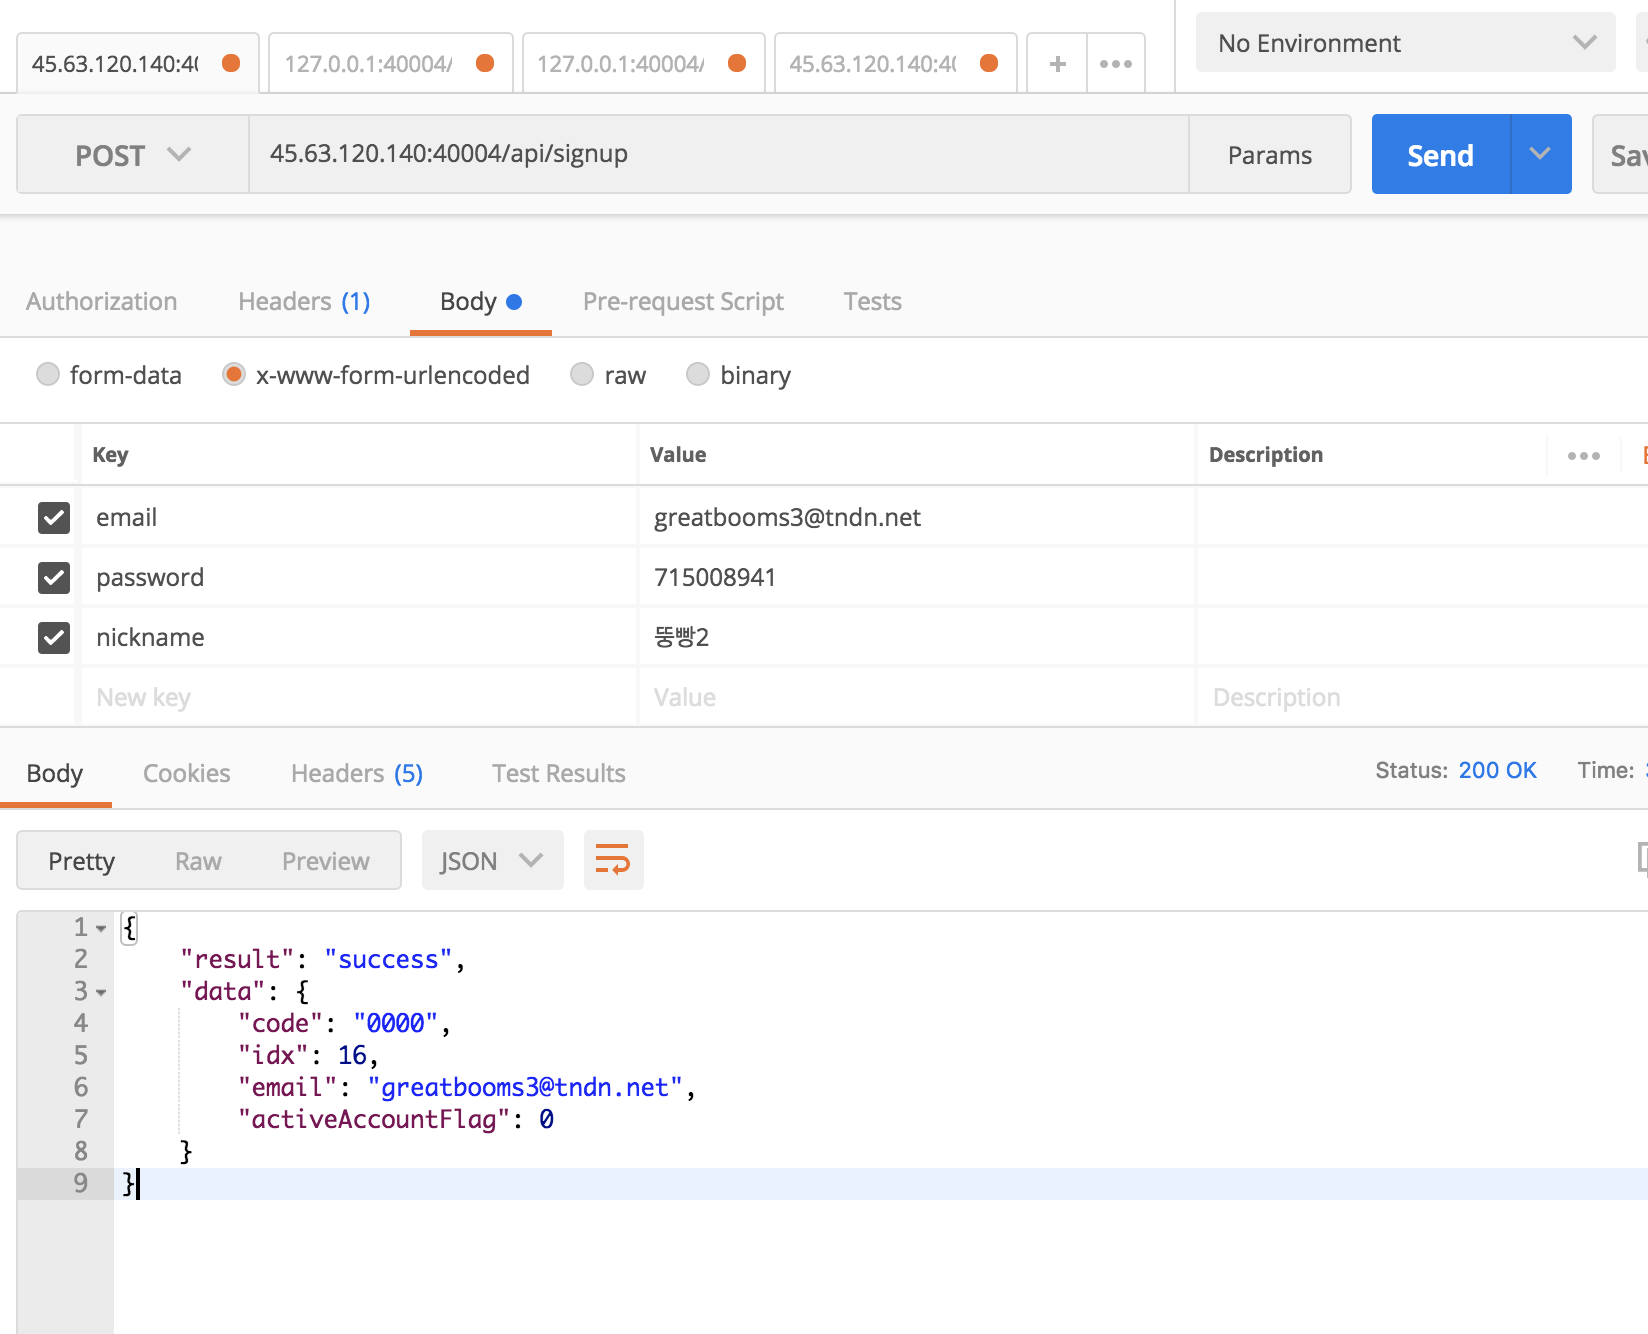 45.63.120.140:40 127.0.0.1:40004/ 127.0.0.1:40004/ 45.63.120.140:40 + ••• No Environment
POST 45.63.120.140:40004/api/signup Params Send
Authorization Headers (1) Body Pre-request Script Tests
form-data x-www-form-urlencoded raw binary
Key Value Description •••
email greatbooms3@tndn.net
password 715008941
nickname 뚱빵2
New key Value Description
Body Cookies Headers (5) Test Results Status: 200 OK Time:
Pretty Raw Preview JSON
1 {
2 "result": "success",
3 "data": {
4 "code": "0000",
5 "idx": 16,
6 "email": "greatbooms3@tndn.net",
7 "activeAccountFlag": 0
8 }
9 }